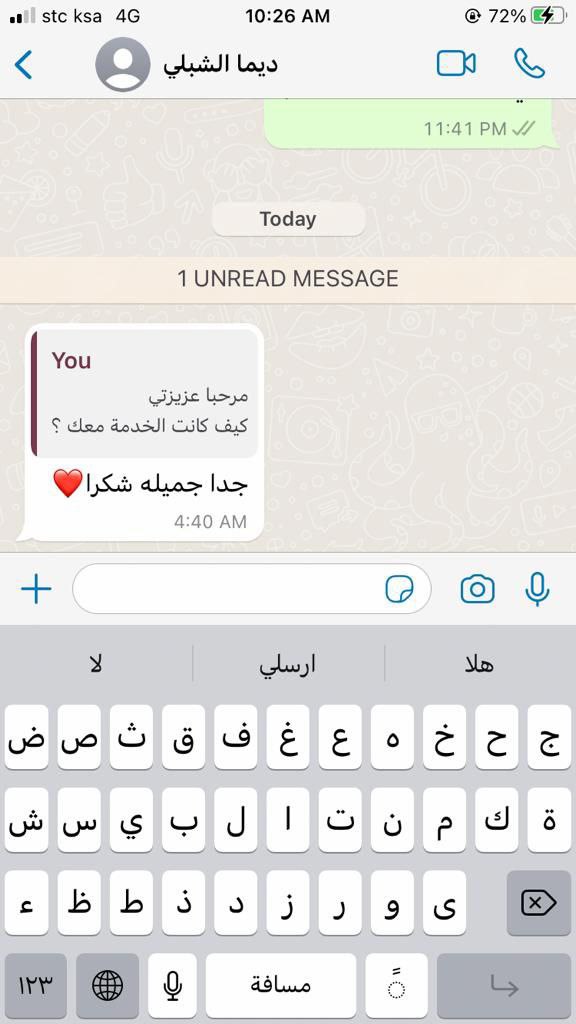 stc ksa 4G 10:26 AM 72%
ديما الشبلي
11:41 PM
Today
1 UNREAD MESSAGE
You
مرحبا عزيزتي
كيف كانت الخدمة معك ؟
جدا جميله شكرا❤️
4:40 AM
لا ارسلي هلا
ض ص ث ق ف غ ع ه خ ح ج
ش س ي ب ل ا ت ن م ك ة
ء ظ ط ذ د ز ر و ى
١٢٣ مسافة